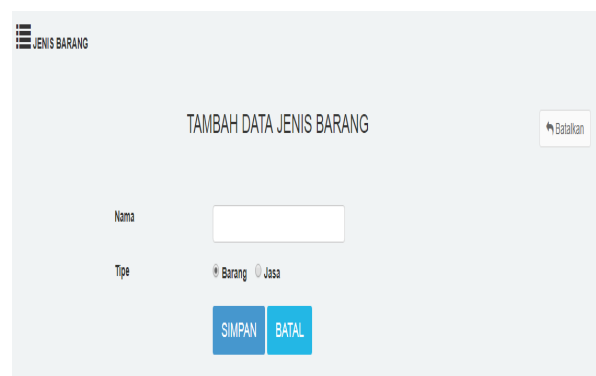 JENIS BARANG
TAMBAH DATA JENIS BARANG
Batalkan
Nama
Tipe Barang Jasa
SIMPAN BATAL